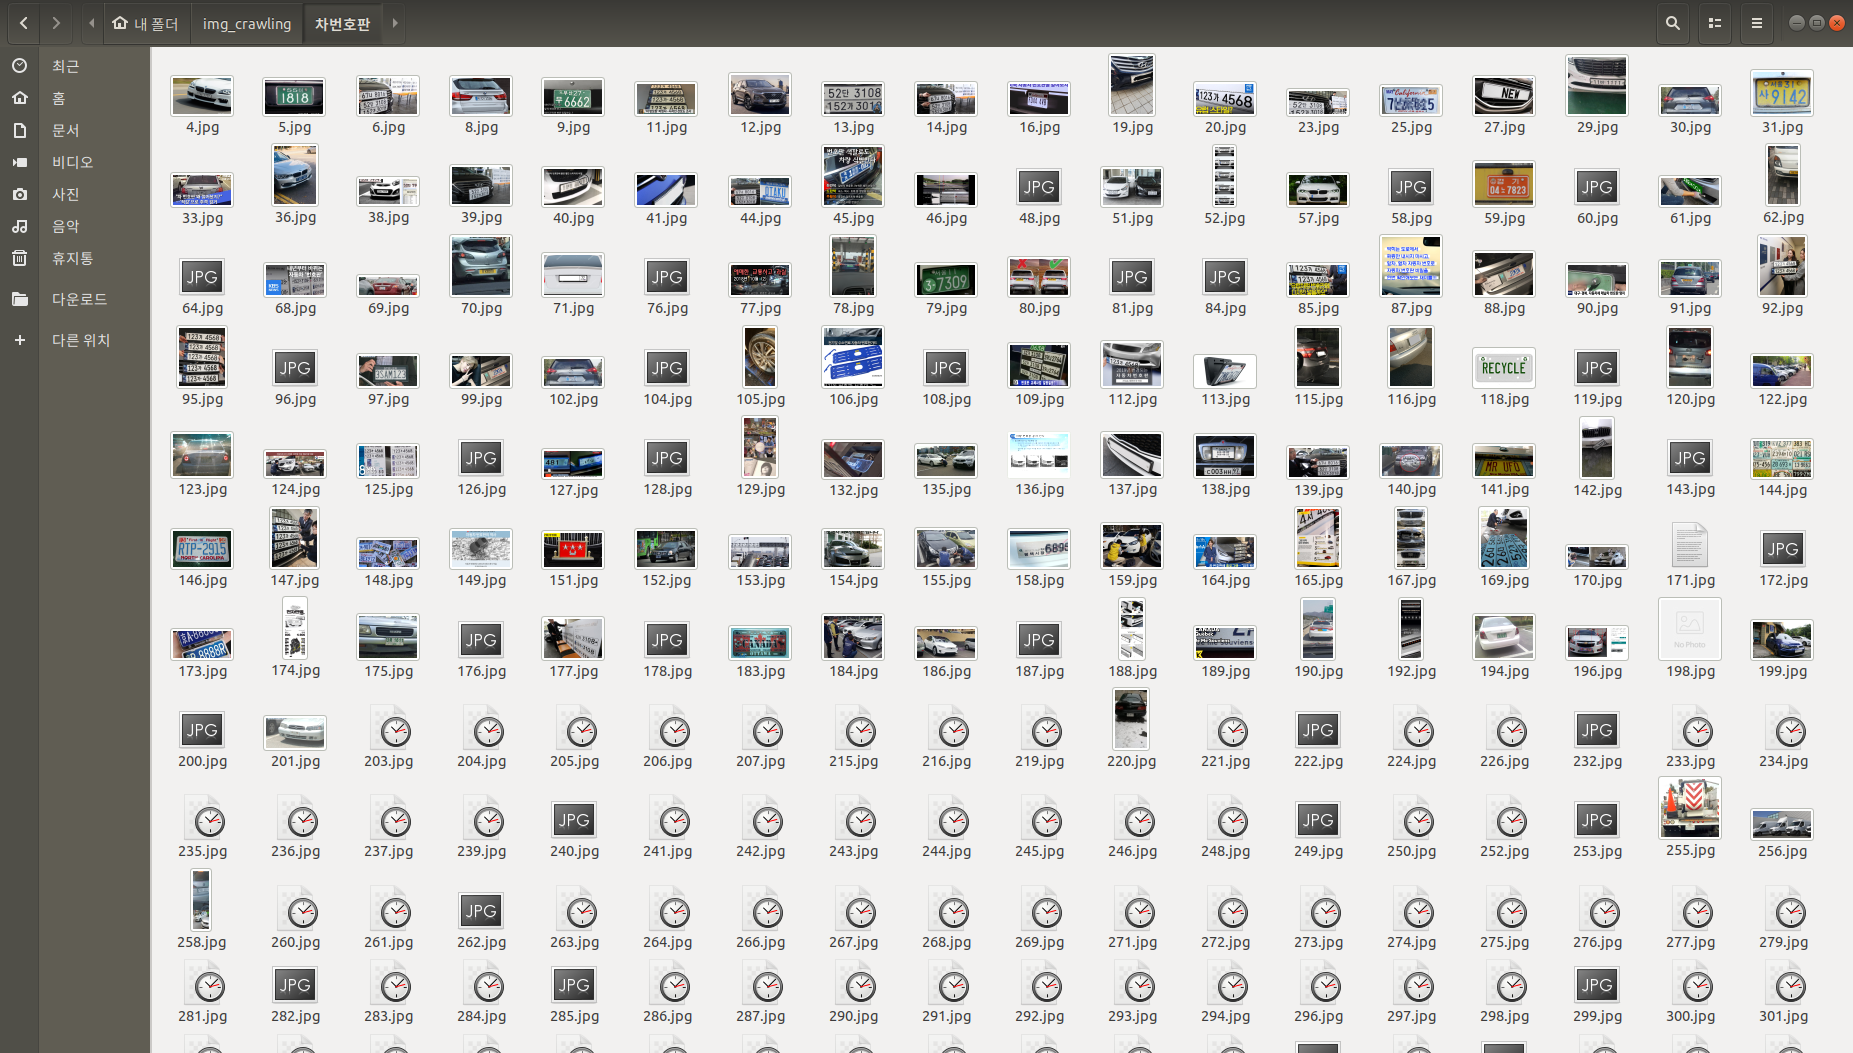 내 폴더 img_crawling 차번호판
최근
홈
문서
비디오
사진
음악
휴지통
다운로드
다른 위치
4.jpg 5.jpg 6.jpg 8.jpg 9.jpg 11.jpg 12.jpg 13.jpg 14.jpg 16.jpg 19.jpg 20.jpg 23.jpg 25.jpg 27.jpg 29.jpg 30.jpg 31.jpg
33.jpg 36.jpg 38.jpg 39.jpg 40.jpg 41.jpg 44.jpg 45.jpg 46.jpg 48.jpg 51.jpg 52.jpg 57.jpg 58.jpg 59.jpg 60.jpg 61.jpg 62.jpg
64.jpg 68.jpg 69.jpg 70.jpg 71.jpg 76.jpg 77.jpg 78.jpg 79.jpg 80.jpg 81.jpg 84.jpg 85.jpg 87.jpg 88.jpg 90.jpg 91.jpg 92.jpg
95.jpg 96.jpg 97.jpg 99.jpg 102.jpg 104.jpg 105.jpg 106.jpg 108.jpg 109.jpg 112.jpg 113.jpg 115.jpg 116.jpg 118.jpg 119.jpg 120.jpg 122.jpg
123.jpg 124.jpg 125.jpg 126.jpg 127.jpg 128.jpg 129.jpg 132.jpg 135.jpg 136.jpg 137.jpg 138.jpg 139.jpg 140.jpg 141.jpg 142.jpg 143.jpg 144.jpg
146.jpg 147.jpg 148.jpg 149.jpg 151.jpg 152.jpg 153.jpg 154.jpg 155.jpg 158.jpg 159.jpg 164.jpg 165.jpg 167.jpg 169.jpg 170.jpg 171.jpg 172.jpg
173.jpg 174.jpg 175.jpg 176.jpg 177.jpg 178.jpg 183.jpg 184.jpg 186.jpg 187.jpg 188.jpg 189.jpg 190.jpg 192.jpg 194.jpg 196.jpg 198.jpg 199.jpg
200.jpg 201.jpg 203.jpg 204.jpg 205.jpg 206.jpg 207.jpg 215.jpg 216.jpg 219.jpg 220.jpg 221.jpg 222.jpg 224.jpg 226.jpg 232.jpg 233.jpg 234.jpg
235.jpg 236.jpg 237.jpg 239.jpg 240.jpg 241.jpg 242.jpg 243.jpg 244.jpg 245.jpg 246.jpg 248.jpg 249.jpg 250.jpg 252.jpg 253.jpg 255.jpg 256.jpg
258.jpg 260.jpg 261.jpg 262.jpg 263.jpg 264.jpg 266.jpg 267.jpg 268.jpg 269.jpg 271.jpg 272.jpg 273.jpg 274.jpg 275.jpg 276.jpg 277.jpg 279.jpg
281.jpg 282.jpg 283.jpg 284.jpg 285.jpg 286.jpg 287.jpg 290.jpg 291.jpg 292.jpg 293.jpg 294.jpg 296.jpg 297.jpg 298.jpg 299.jpg 300.jpg 301.jpg